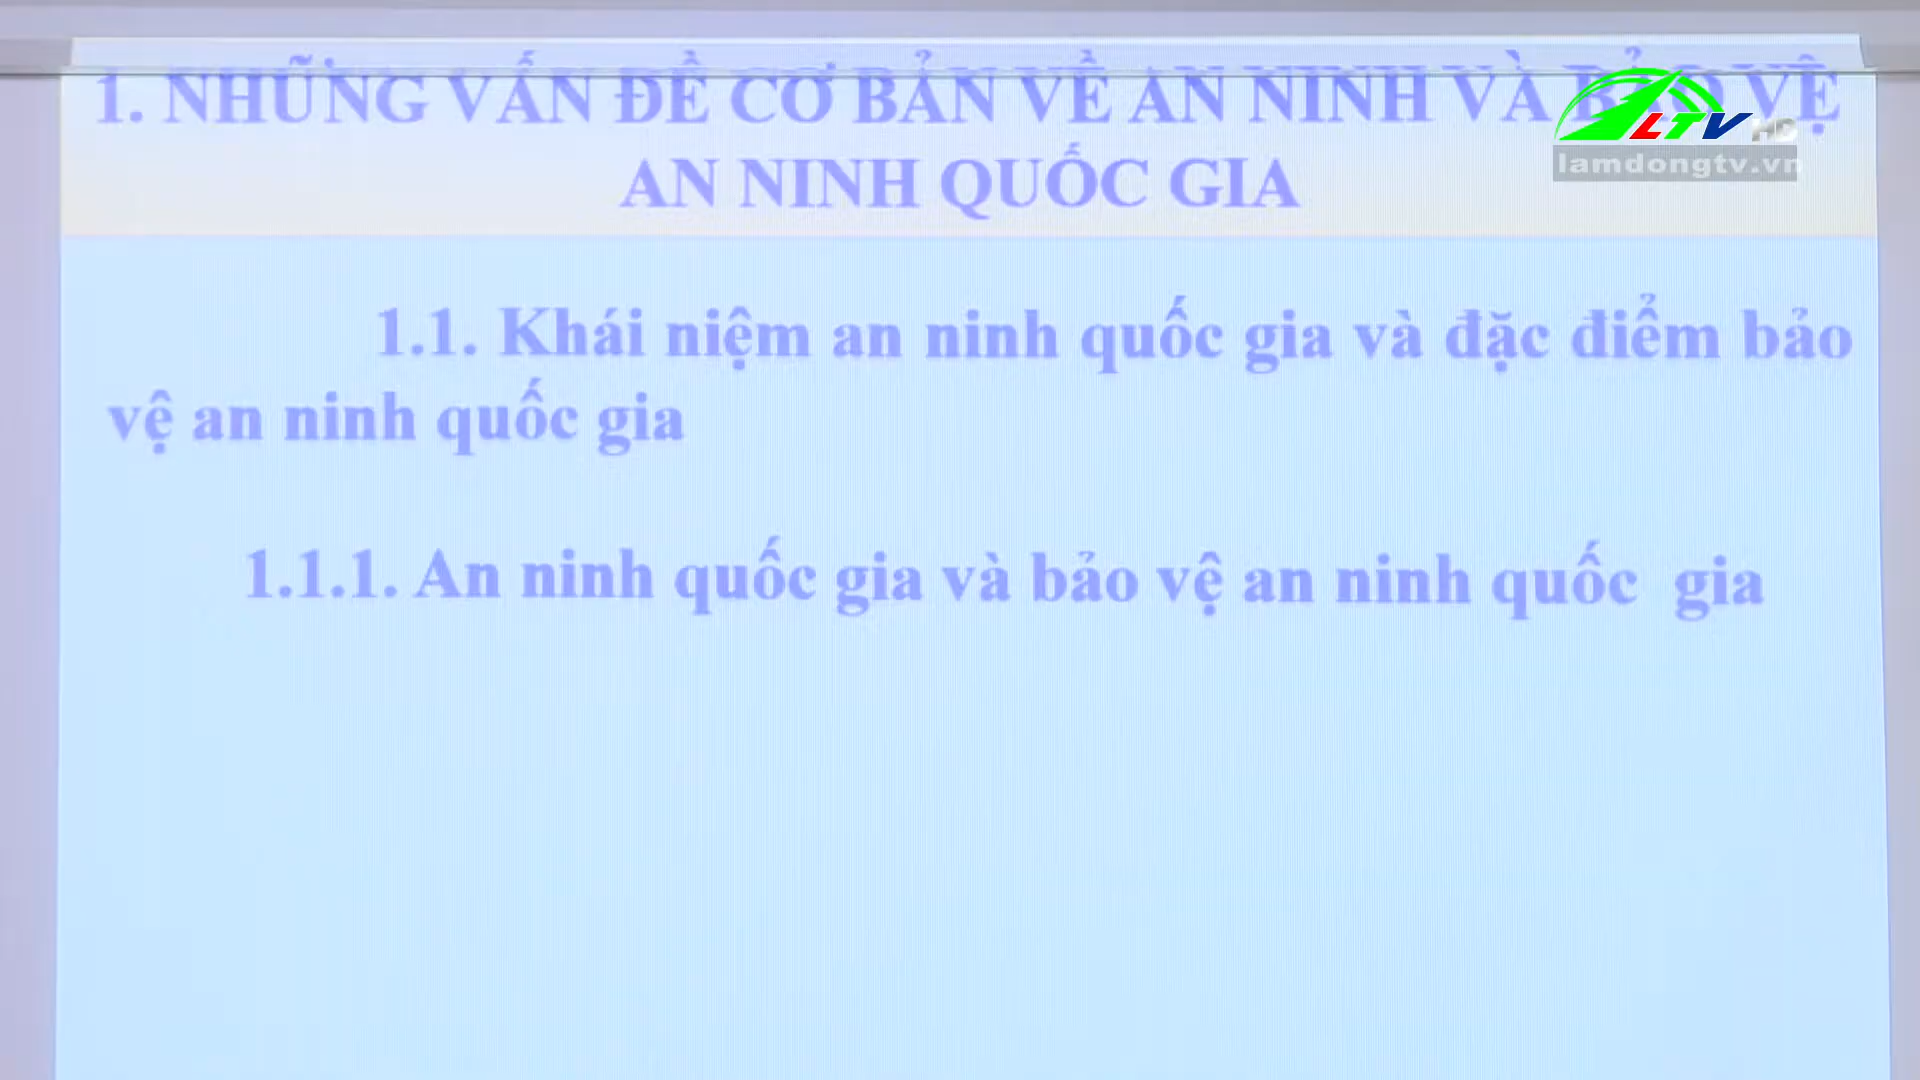 1. NHỮNG VẤN ĐỀ CƠ BẢN VỀ AN NINH VÀ BẢO VỆ
AN NINH QUỐC GIA
LTV HD
lamdongtv.vn
1.1. Khái niệm an ninh quốc gia và đặc điểm bảo
vệ an ninh quốc gia
1.1.1. An ninh quốc gia và bảo vệ an ninh quốc gia